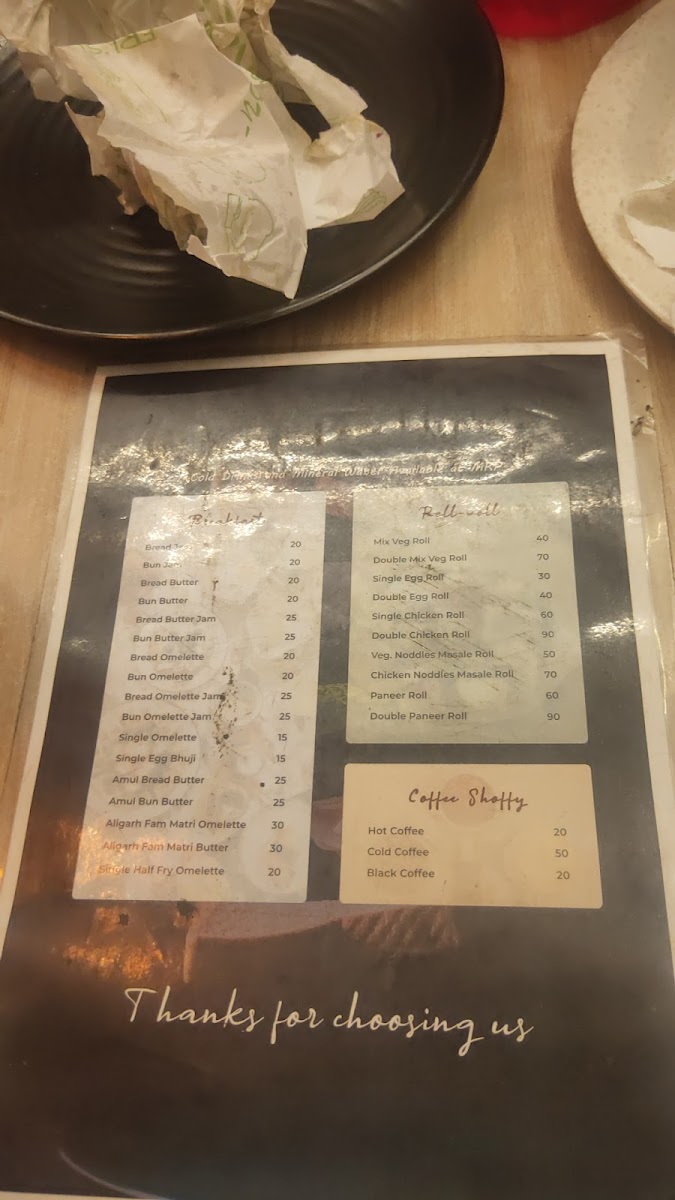 Cold Drink and Mineral Water Available at MRP
Breakfast
Bread Jam 20
Bun Jam 20
Bread Butter 20
Bun Butter 20
Bread Butter Jam 25
Bun Butter Jam 25
Bread Omelette 20
Bun Omelette 20
Bread Omelette Jam 25
Bun Omelette Jam 25
Single Omelette 15
Single Egg Bhuji 15
Amul Bread Butter 25
Amul Bun Butter 25
Aligarh Fam Matri Omelette 30
Aligarh Fam Matri Butter 30
Single Half Fry Omelette 20
Roll-woll
Mix Veg Roll 40
Double Mix Veg Roll 70
Single Egg Roll 30
Double Egg Roll 40
Single Chicken Roll 60
Double Chicken Roll 90
Veg. Noddles Masale Roll 50
Chicken Noddles Masale Roll 70
Paneer Roll 60
Double Paneer Roll 90
Coffee Shoffy
Hot Coffee 20
Cold Coffee 50
Black Coffee 20
Thanks for choosing us